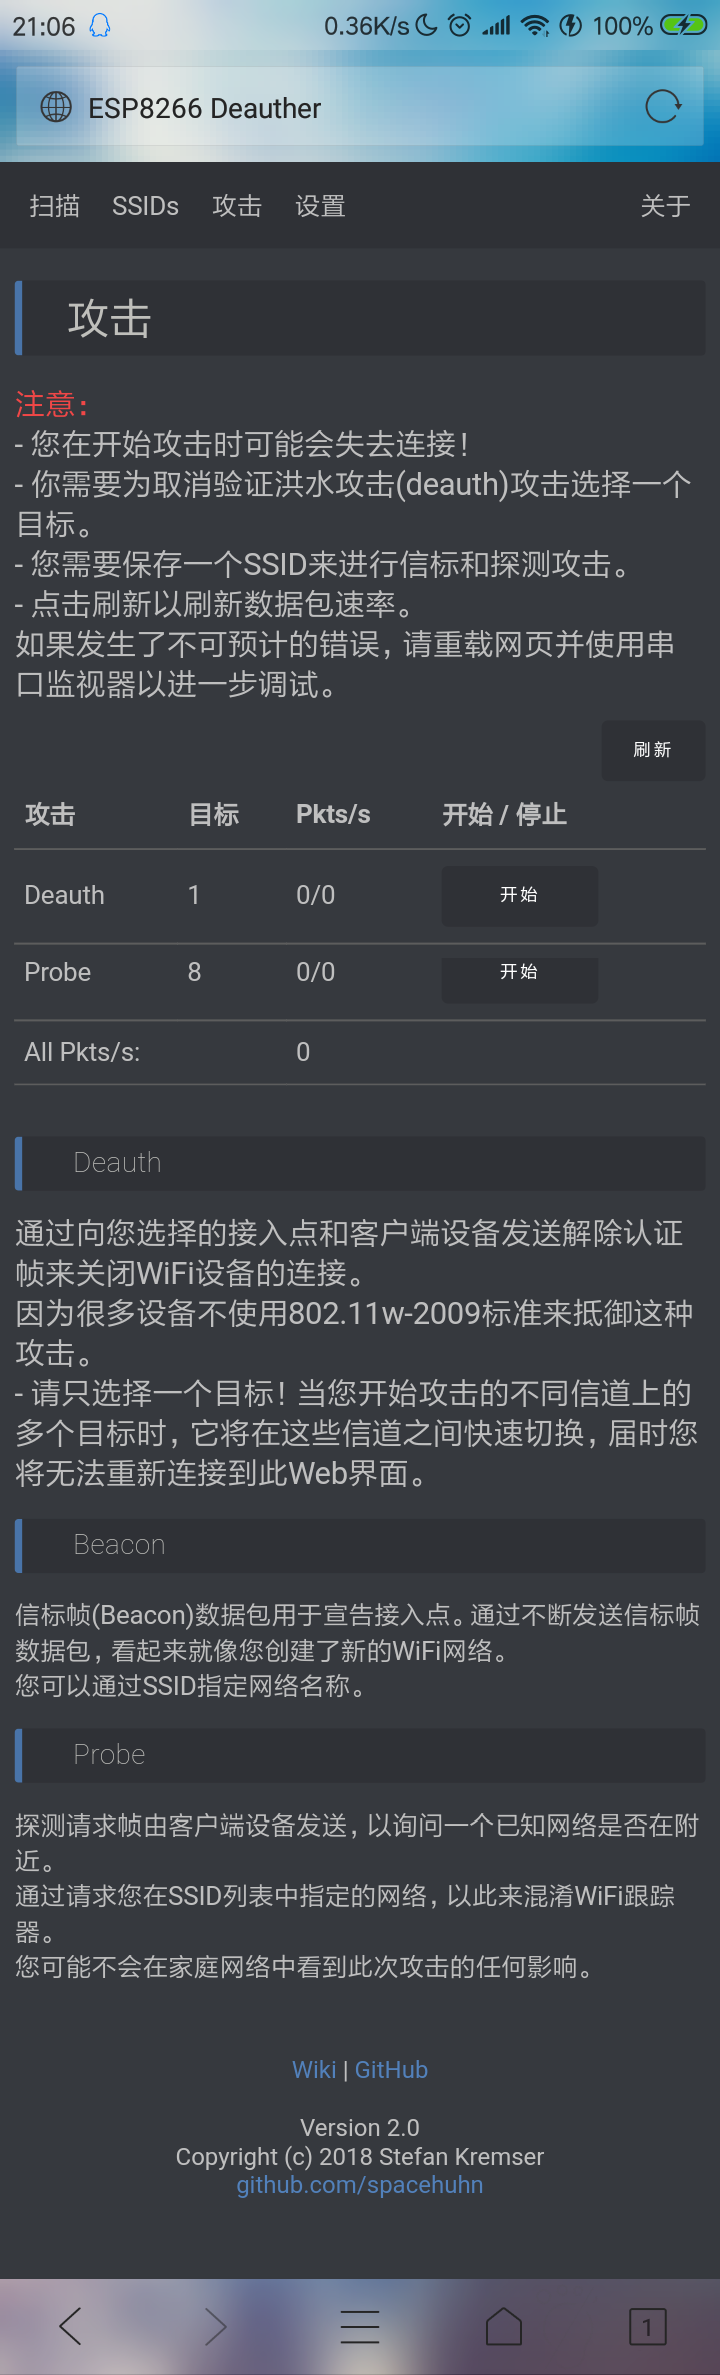 21:06 0.36K/s 100%
ESP8266 Deauther
扫描 SSIDs 攻击 设置 关于
攻击
注意：
- 您在开始攻击时可能会失去连接！
- 你需要为取消验证洪水攻击(deauth)攻击选择一个
目标。
- 您需要保存一个SSID来进行信标和探测攻击。
- 点击刷新以刷新数据包速率。
如果发生了不可预计的错误，请重载网页并使用串
口监视器以进一步调试。
刷新
攻击 目标 Pkts/s 开始 / 停止
Deauth 1 0/0 开始
Probe 8 0/0 开始
All Pkts/s: 0
Deauth
通过向您选择的接入点和客户端设备发送解除认证
帧来关闭WiFi设备的连接。
因为很多设备不使用802.11w-2009标准来抵御这种
攻击。
- 请只选择一个目标！当您开始攻击的不同信道上的
多个目标时，它将在这些信道之间快速切换，届时您
将无法重新连接到此Web界面。
Beacon
信标帧(Beacon)数据包用于宣告接入点。通过不断发送信标帧
数据包，看起来就像您创建了新的WiFi网络。
您可以通过SSID指定网络名称。
Probe
探测请求帧由客户端设备发送，以询问一个已知网络是否在附
近。
通过请求您在SSID列表中指定的网络，以此来混淆WiFi跟踪
器。
您可能不会在家庭网络中看到此次攻击的任何影响。
Wiki | GitHub
Version 2.0
Copyright (c) 2018 Stefan Kremser
github.com/spacehuhn
1